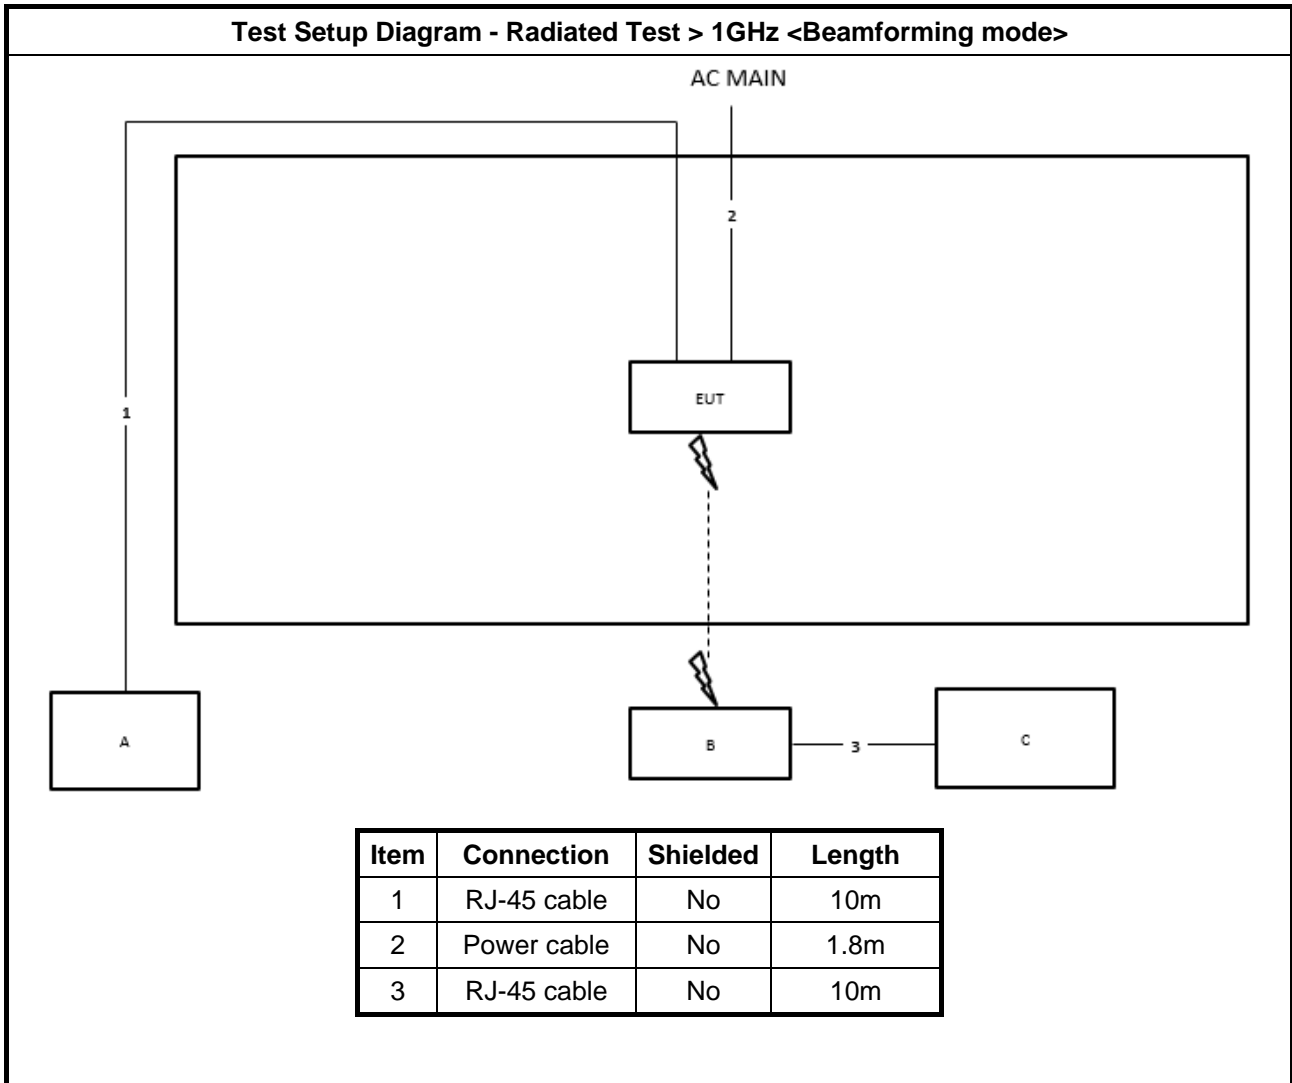 Test Setup Diagram - Radiated Test > 1GHz <Beamforming mode>
AC MAIN
2
EUT
1
A
B
3
C
Item Connection Shielded Length
1 RJ-45 cable No 10m
2 Power cable No 1.8m
3 RJ-45 cable No 10m